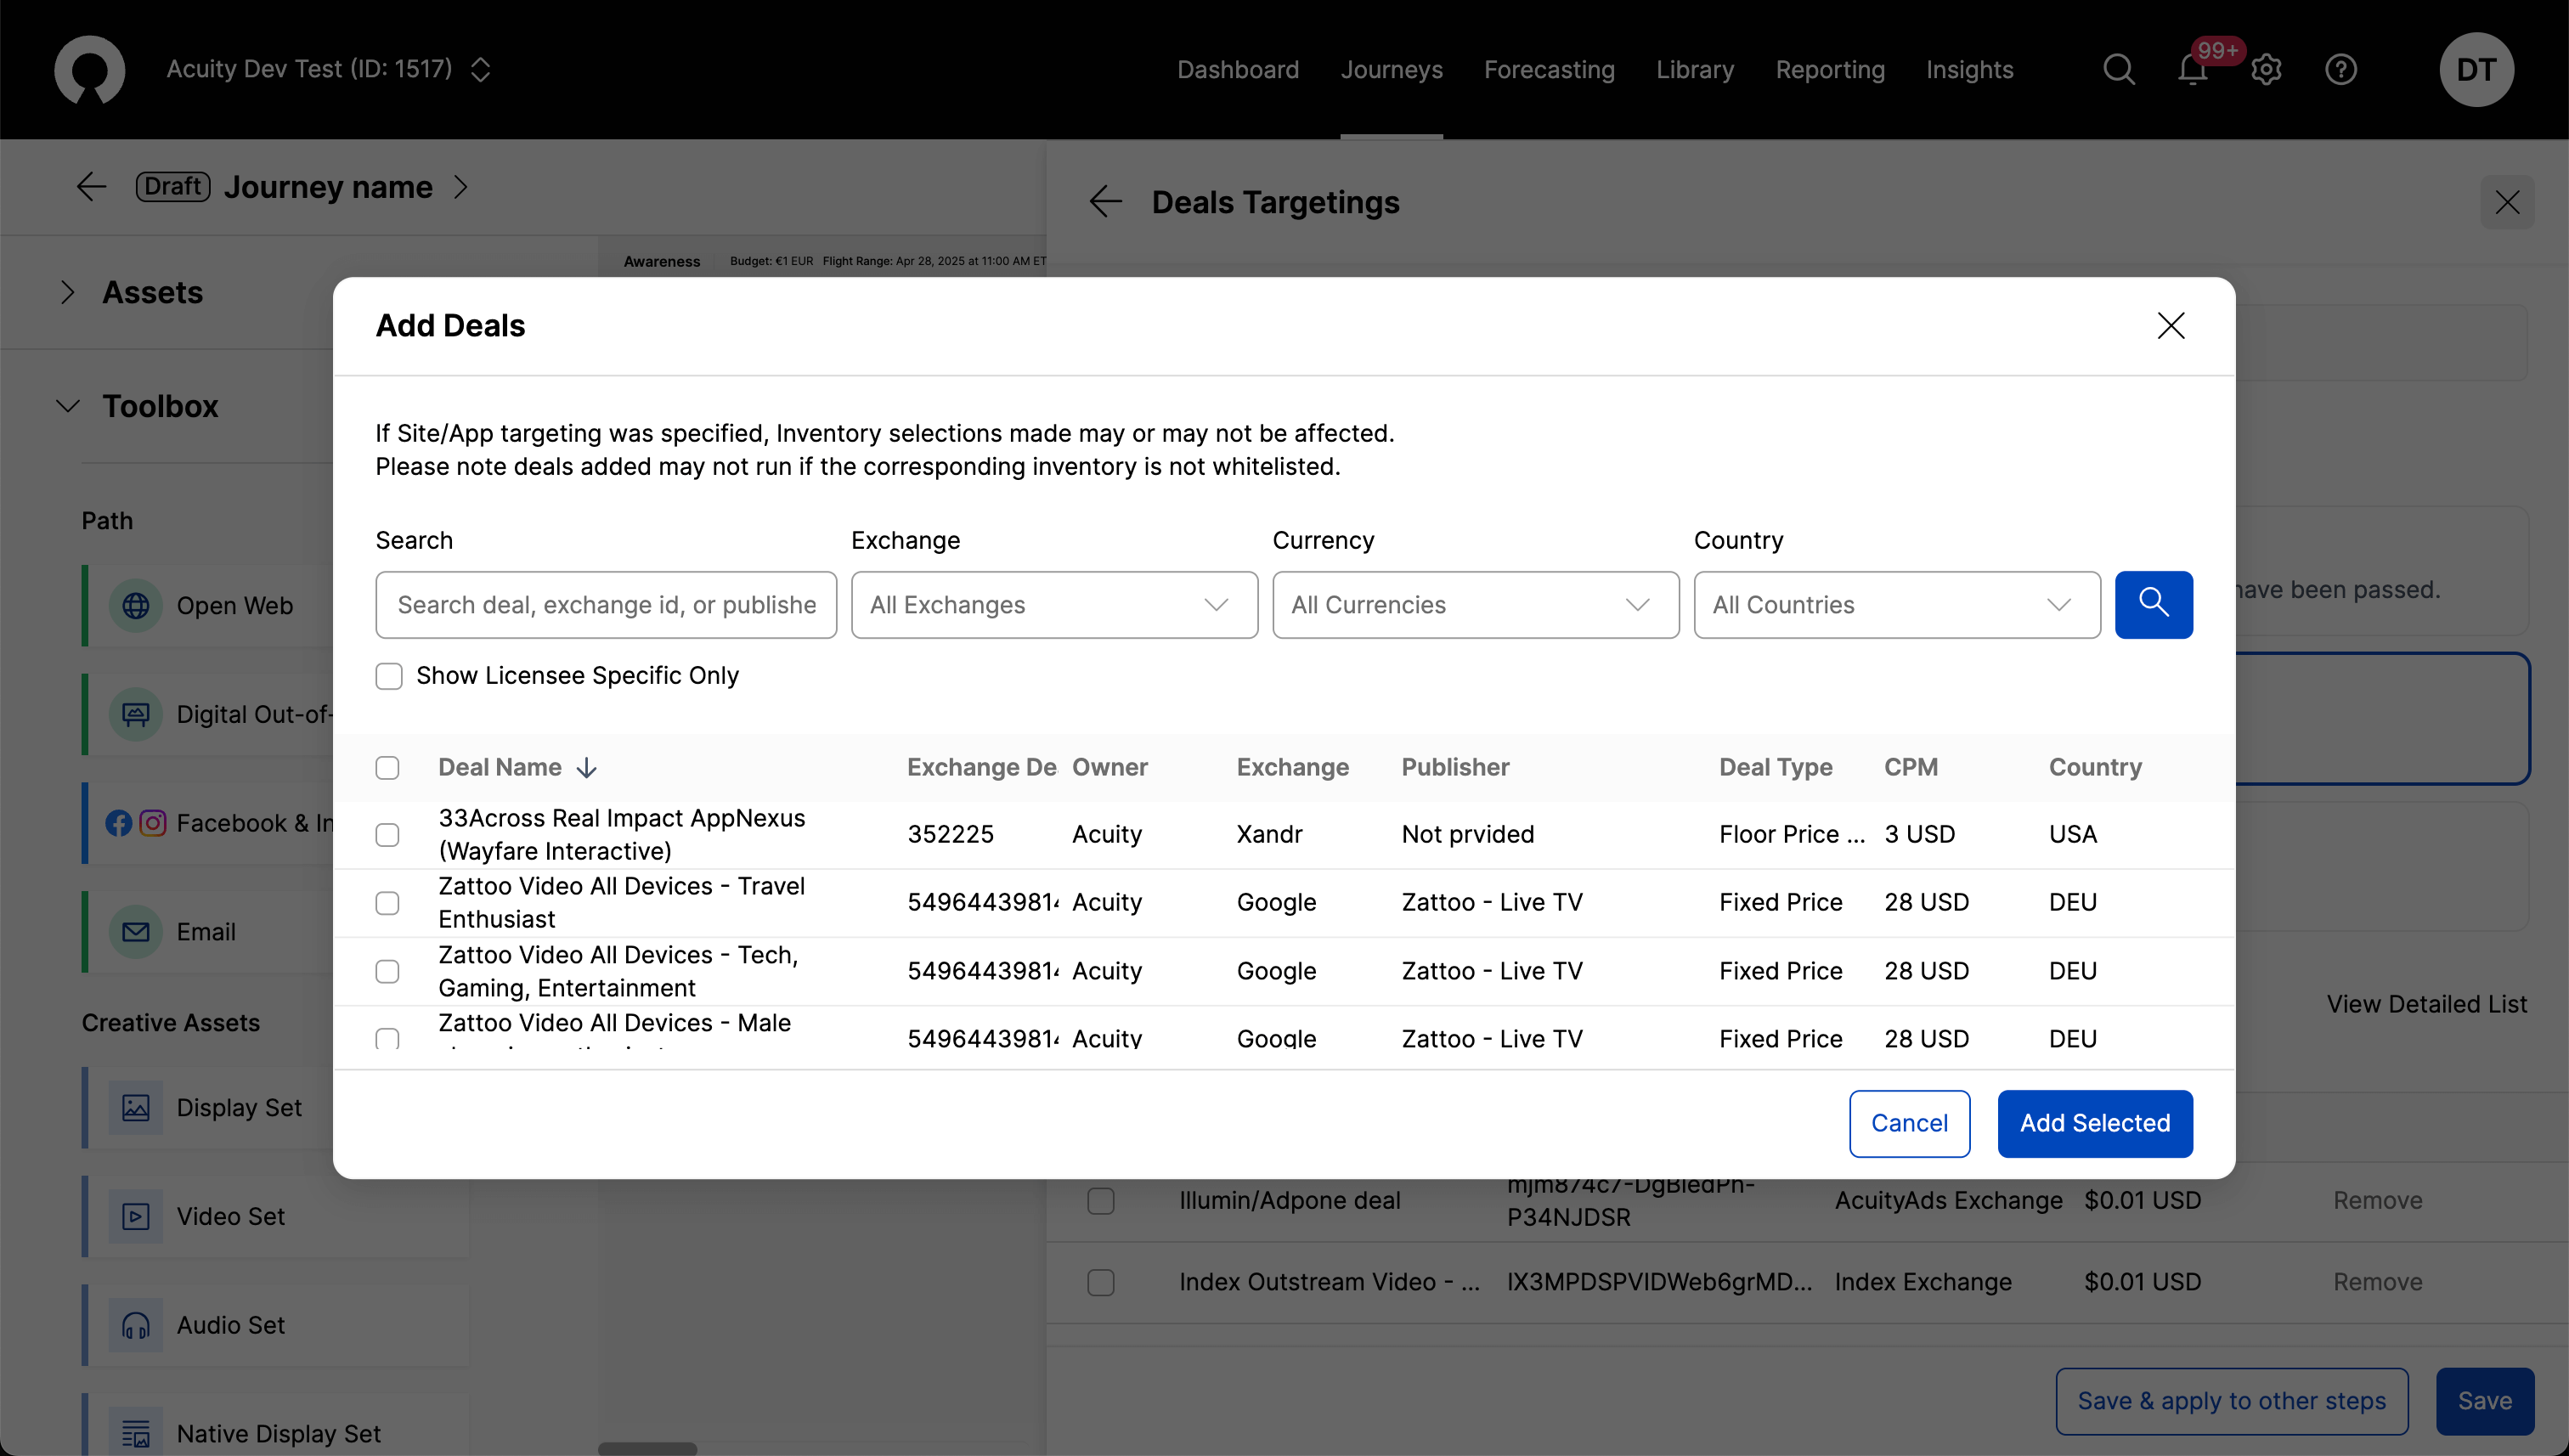 Acuity Dev Test (ID: 1517)
Dashboard
Journeys
Forecasting
Library
Reporting
Insights
99+
DT
Draft
Journey name
Deals Targetings
Awareness
Budget: €1 EUR
Flight Range: Apr 28, 2025 at 11:00 AM ET
Assets
Toolbox
Path
Open Web
Digital Out-of-
Facebook & In
Email
Creative Assets
Display Set
Video Set
Audio Set
Native Display Set
Add Deals
If Site/App targeting was specified, Inventory selections made may or may not be affected.
Please note deals added may not run if the corresponding inventory is not whitelisted.
Search
Exchange
Currency
Country
Search deal, exchange id, or publishe
All Exchanges
All Currencies
All Countries
Show Licensee Specific Only
Deal Name
Exchange De
Owner
Exchange
Publisher
Deal Type
CPM
Country
33Across Real Impact AppNexus
(Wayfare Interactive)
352225
Acuity
Xandr
Not prvided
Floor Price ...
3 USD
USA
Zattoo Video All Devices - Travel
Enthusiast
5496443981
Acuity
Google
Zattoo - Live TV
Fixed Price
28 USD
DEU
Zattoo Video All Devices - Tech,
Gaming, Entertainment
5496443981
Acuity
Google
Zattoo - Live TV
Fixed Price
28 USD
DEU
Zattoo Video All Devices - Male
5496443981
Acuity
Google
Zattoo - Live TV
Fixed Price
28 USD
DEU
Cancel
Add Selected
have been passed.
View Detailed List
Illumin/Adpone deal
P34NJDSR
AcuityAds Exchange
$0.01 USD
Remove
Index Outstream Video - ...
IX3MPDSPVIDWeb6grMD...
Index Exchange
$0.01 USD
Remove
Save & apply to other steps
Save